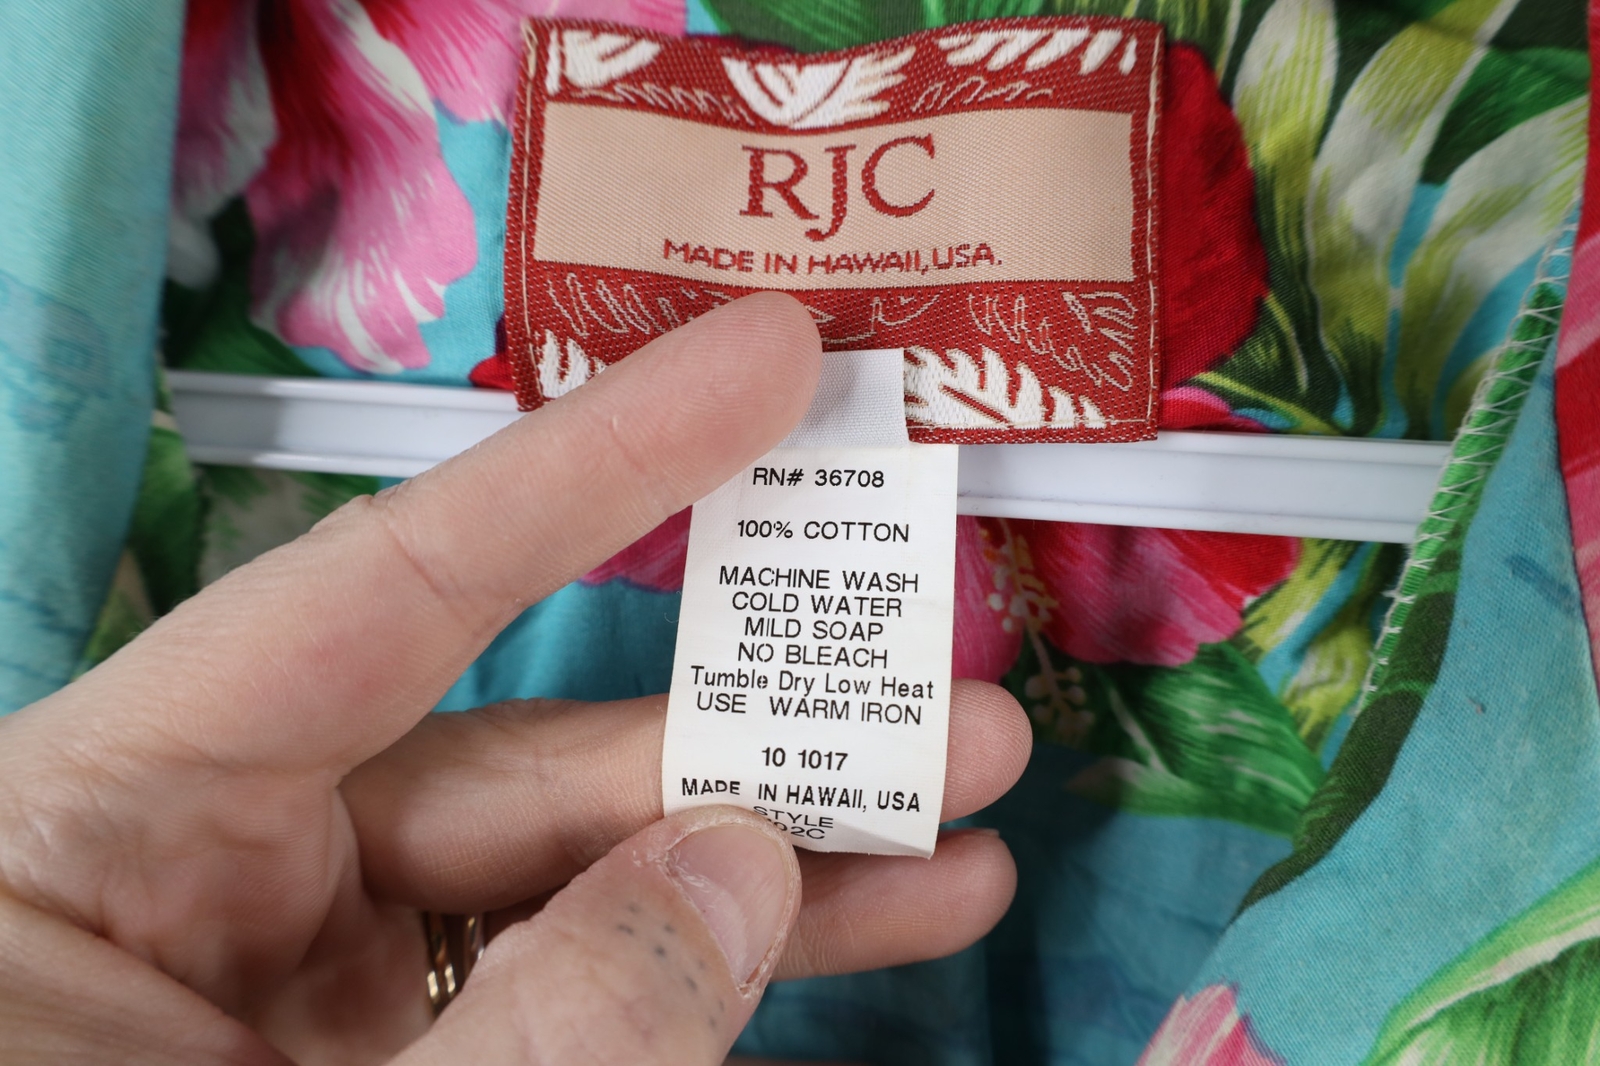 RJC
MADE IN HAWAII, USA.
RN# 36708
100% COTTON
MACHINE WASH
COLD WATER
MILD SOAP
NO BLEACH
Tumble Dry Low Heat
USE WARM IRON
10 1017
MADE IN HAWAII, USA
STYLE
02C